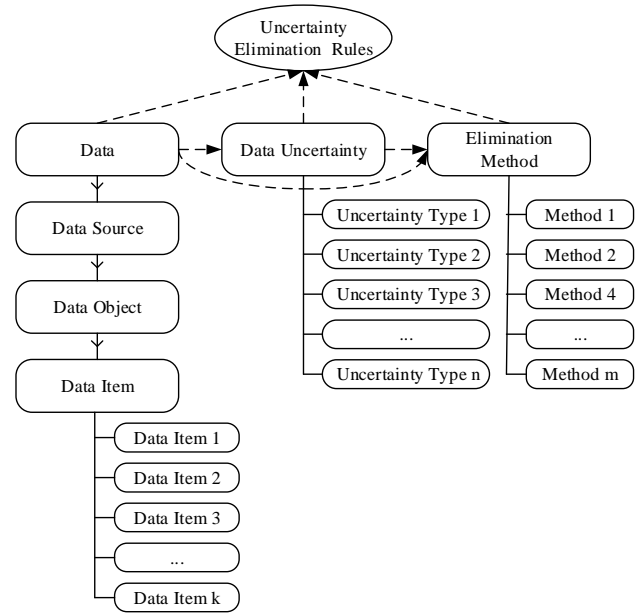 Uncertainty
Elimination Rules
Data
Data Uncertainty
Elimination
Method
Data Source
Data Object
Data Item
Data Item 1
Data Item 2
Data Item 3
...
Data Item k
Uncertainty Type 1
Uncertainty Type 2
Uncertainty Type 3
...
Uncertainty Type n
Method 1
Method 2
Method 4
...
Method m